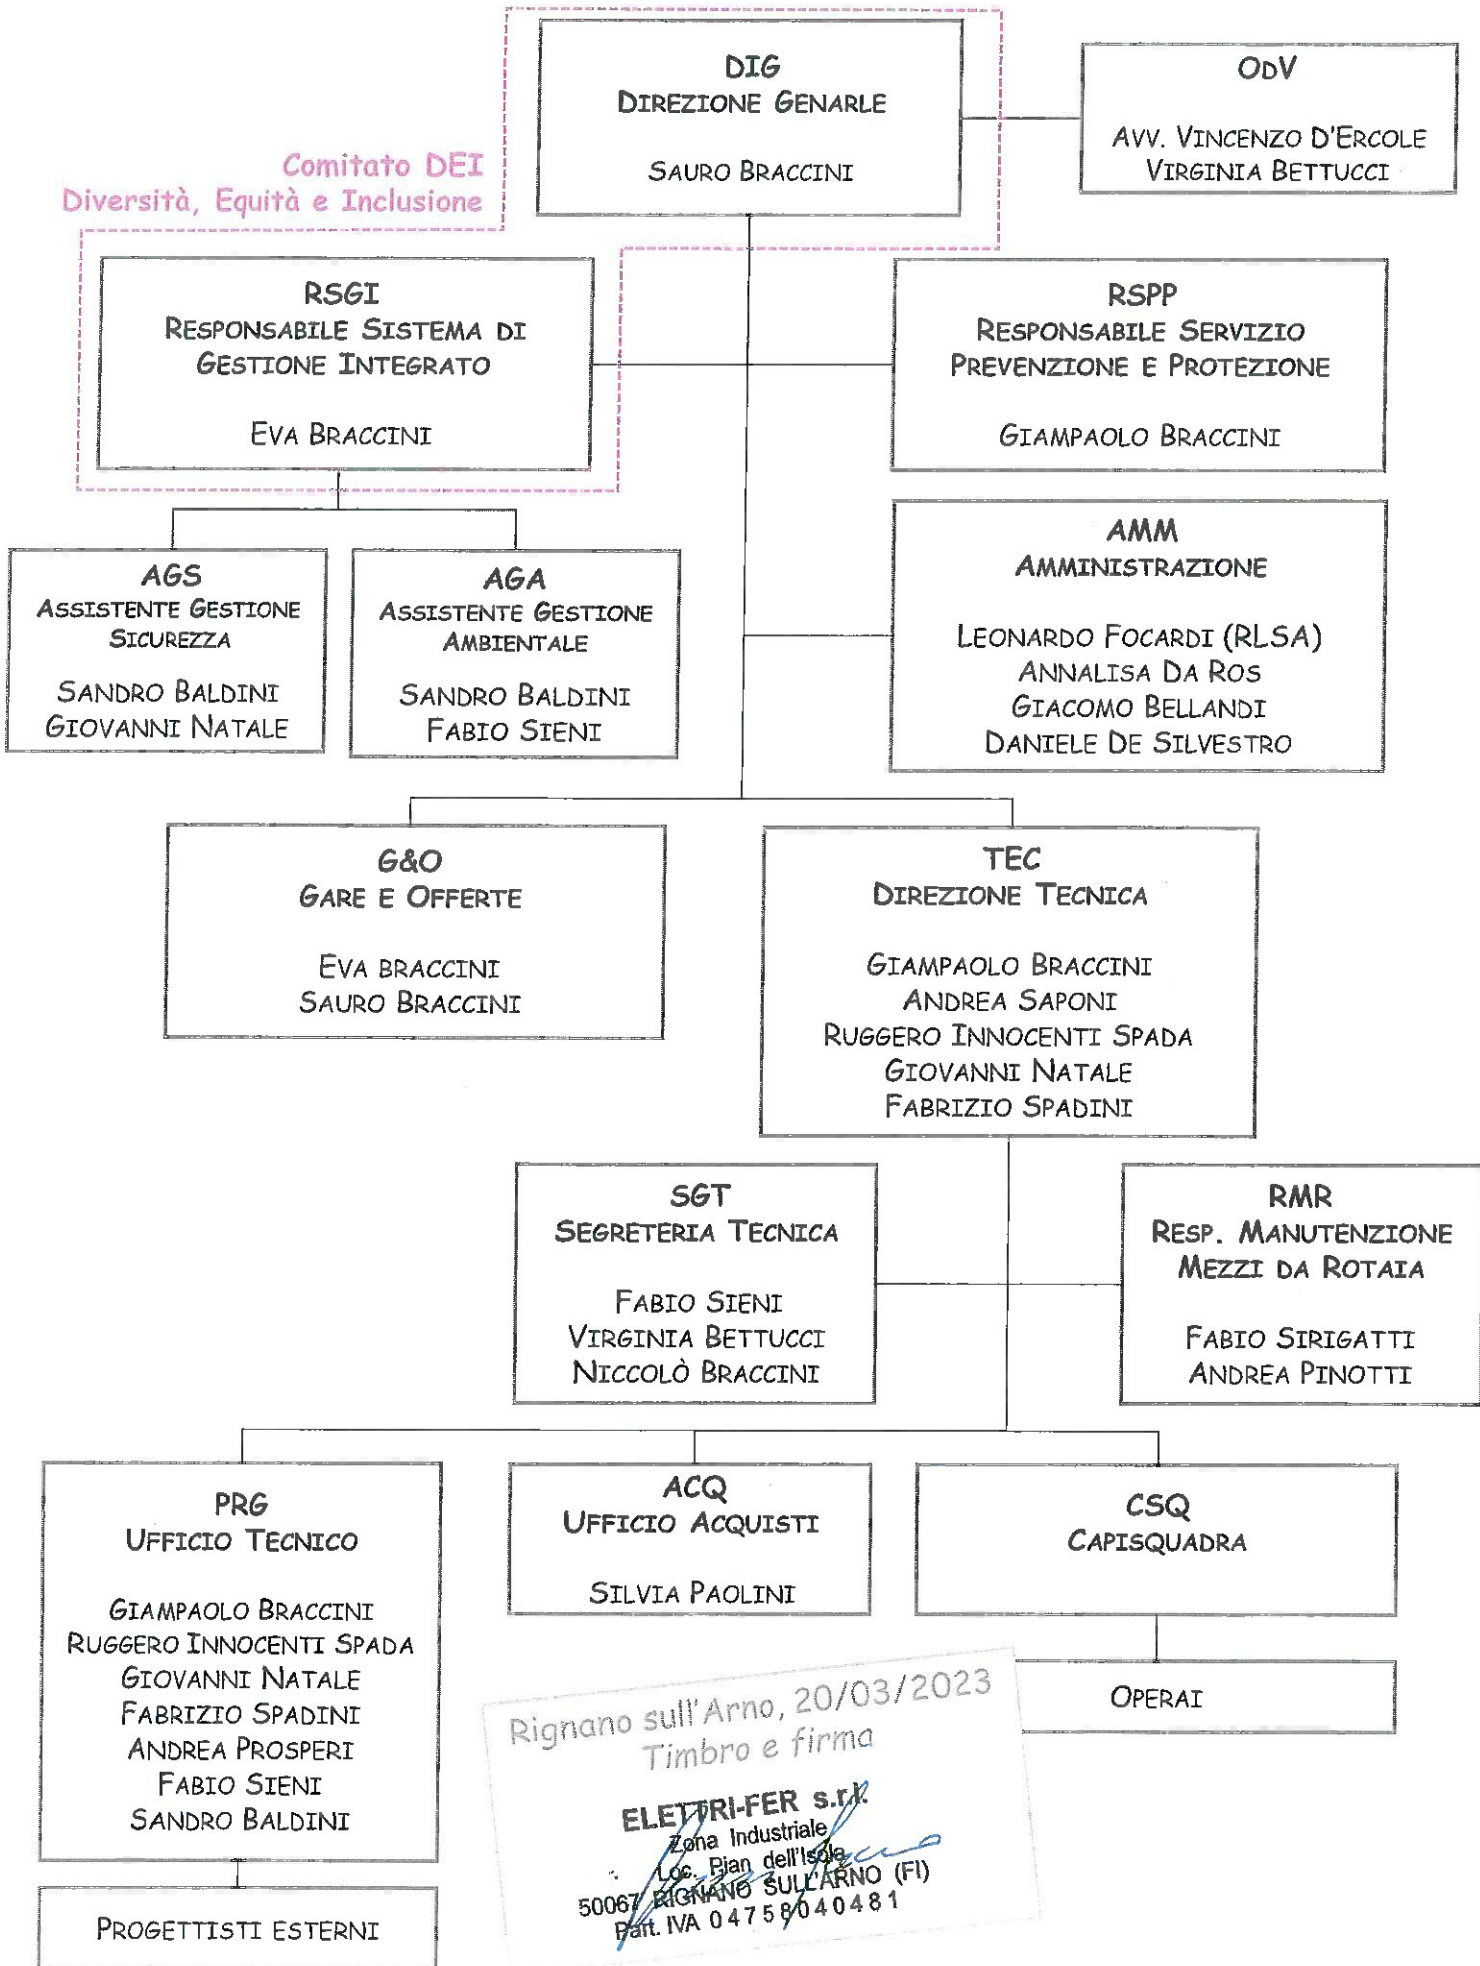 DIG
DIREZIONE GENARLE
SAURO BRACCINI
ODV
AVV. VINCENZO D'ERCOLE
VIRGINIA BETTUCCI
Comitato DEI
Diversità, Equità e Inclusione
RSGI
RESPONSABILE SISTEMA DI
GESTIONE INTEGRATO
EVA BRACCINI
RSPP
RESPONSABILE SERVIZIO
PREVENZIONE E PROTEZIONE
GIAMPAOLO BRACCINI
AGS
ASSISTENTE GESTIONE
SICUREZZA
SANDRO BALDINI
GIOVANNI NATALE
AGA
ASSISTENTE GESTIONE
AMBIENTALE
SANDRO BALDINI
FABIO SIENI
AMM
AMMINISTRAZIONE
LEONARDO FOCARDI (RLSA)
ANNALISA DA ROS
GIACOMO BELLANDI
DANIELE DE SILVESTRO
G&O
GARE E OFFERTE
EVA BRACCINI
SAURO BRACCINI
TEC
DIREZIONE TECNICA
GIAMPAOLO BRACCINI
ANDREA SAPONI
RUGGERO INNOCENTI SPADA
GIOVANNI NATALE
FABRIZIO SPADINI
SGT
SEGRETERIA TECNICA
FABIO SIENI
VIRGINIA BETTUCCI
NICCOLÒ BRACCINI
RMR
RESP. MANUTENZIONE
MEZZI DA ROTAIA
FABIO SIRIGATTI
ANDREA PINOTTI
PRG
UFFICIO TECNICO
GIAMPAOLO BRACCINI
RUGGERO INNOCENTI SPADA
GIOVANNI NATALE
FABRIZIO SPADINI
ANDREA PROSPERI
FABIO SIENI
SANDRO BALDINI
ACQ
UFFICIO ACQUISTI
SILVIA PAOLINI
CSQ
CAPISQUADRA
OPERAI
PROGETTISTI ESTERNI
Rignano sull'Arno, 20/03/2023
Timbro e firma
ELETTRI-FER s.r.l.
Zona Industriale
Loc. Pian dell'Isola
50067 RIGNANO SULL'ARNO (FI)
Part. IVA 04758040481